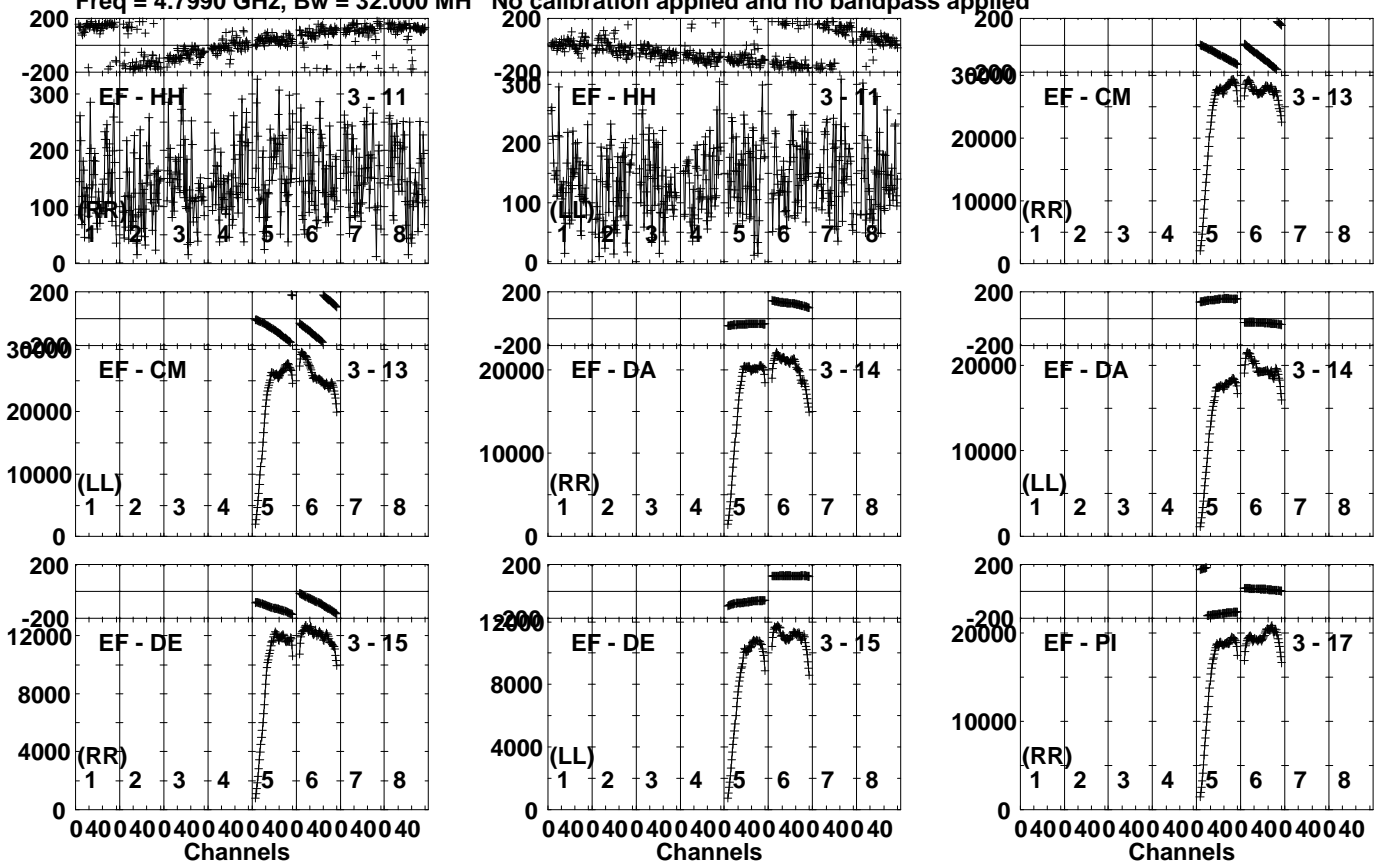 Freq = 4.7990 GHz, Bw = 32.000 MH No calibration applied and no bandpass applied
200
-200
300
200
100
0
EF - HH 3 - 11
(RR)
1 2 3 4 5 6 7 8
200
-200
300
200
100
0
EF - HH 3 - 11
(LL)
1 2 3 4 5 6 7 8
200
-200
30000
20000
10000
0
EF - CM 3 - 13
(RR)
1 2 3 4 5 6 7 8
200
-200
30000
20000
10000
0
EF - CM 3 - 13
(LL)
1 2 3 4 5 6 7 8
200
-200
20000
10000
0
EF - DA 3 - 14
(RR)
1 2 3 4 5 6 7 8
200
-200
20000
10000
0
EF - DA 3 - 14
(LL)
1 2 3 4 5 6 7 8
200
-200
12000
8000
4000
0
EF - DE 3 - 15
(RR)
1 2 3 4 5 6 7 8
0 40 0 40 0 40 0 40 0 40 0 40 0 40 0 40
Channels
200
-200
12000
8000
4000
0
EF - DE 3 - 15
(LL)
1 2 3 4 5 6 7 8
0 40 0 40 0 40 0 40 0 40 0 40 0 40 0 40
Channels
200
-200
20000
10000
0
EF - PI 3 - 17
(RR)
1 2 3 4 5 6 7 8
0 40 0 40 0 40 0 40 0 40 0 40 0 40 0 40
Channels